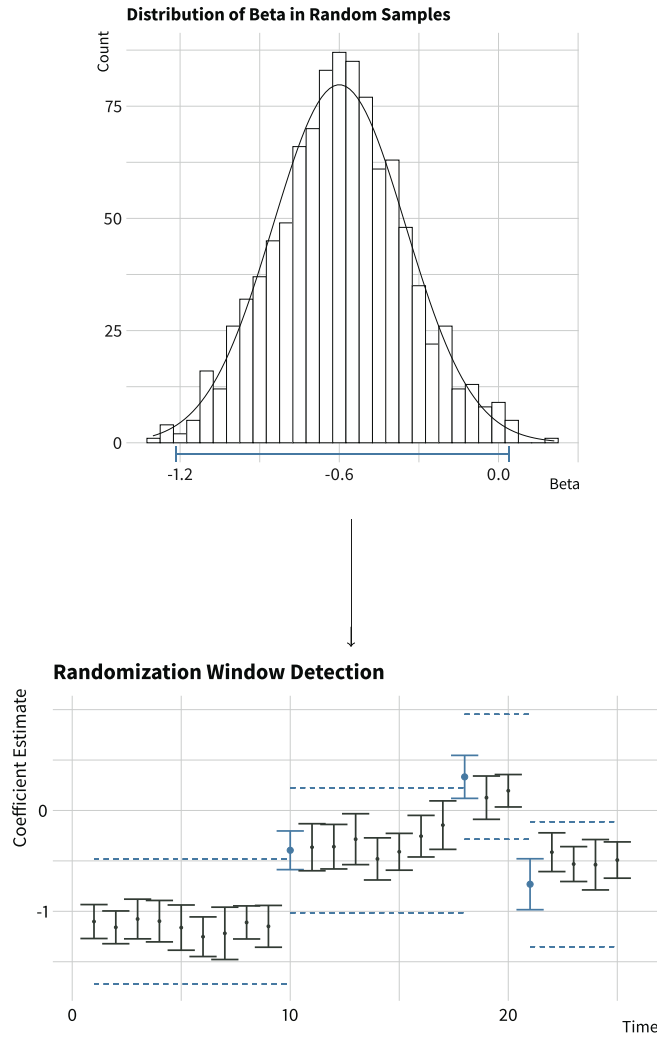 Distribution of Beta in Random Samples
Count
75
50
25
0
-1.2 -0.6 0.0
Beta
Randomization Window Detection
Coefficient Estimate
0
-1
0 10 20
Time